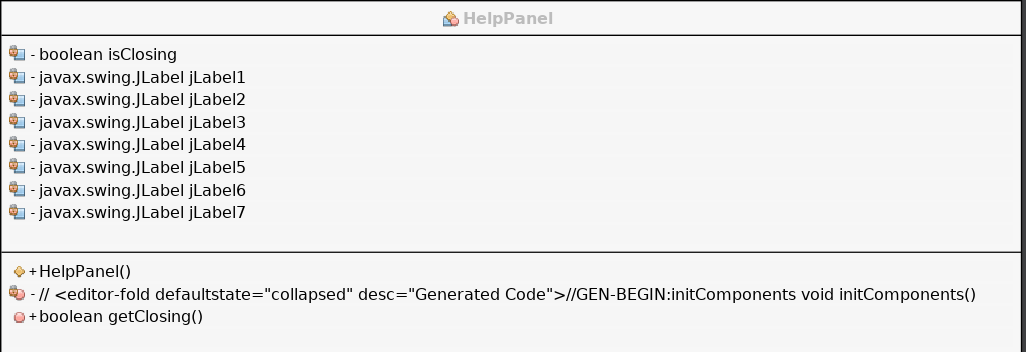 HelpPanel
- boolean isClosing
- javax.swing.JLabel jLabel1
- javax.swing.JLabel jLabel2
- javax.swing.JLabel jLabel3
- javax.swing.JLabel jLabel4
- javax.swing.JLabel jLabel5
- javax.swing.JLabel jLabel6
- javax.swing.JLabel jLabel7
+ HelpPanel()
- // <editor-fold defaultstate="collapsed" desc="Generated Code">//GEN-BEGIN:initComponents void initComponents()
+ boolean getClosing()